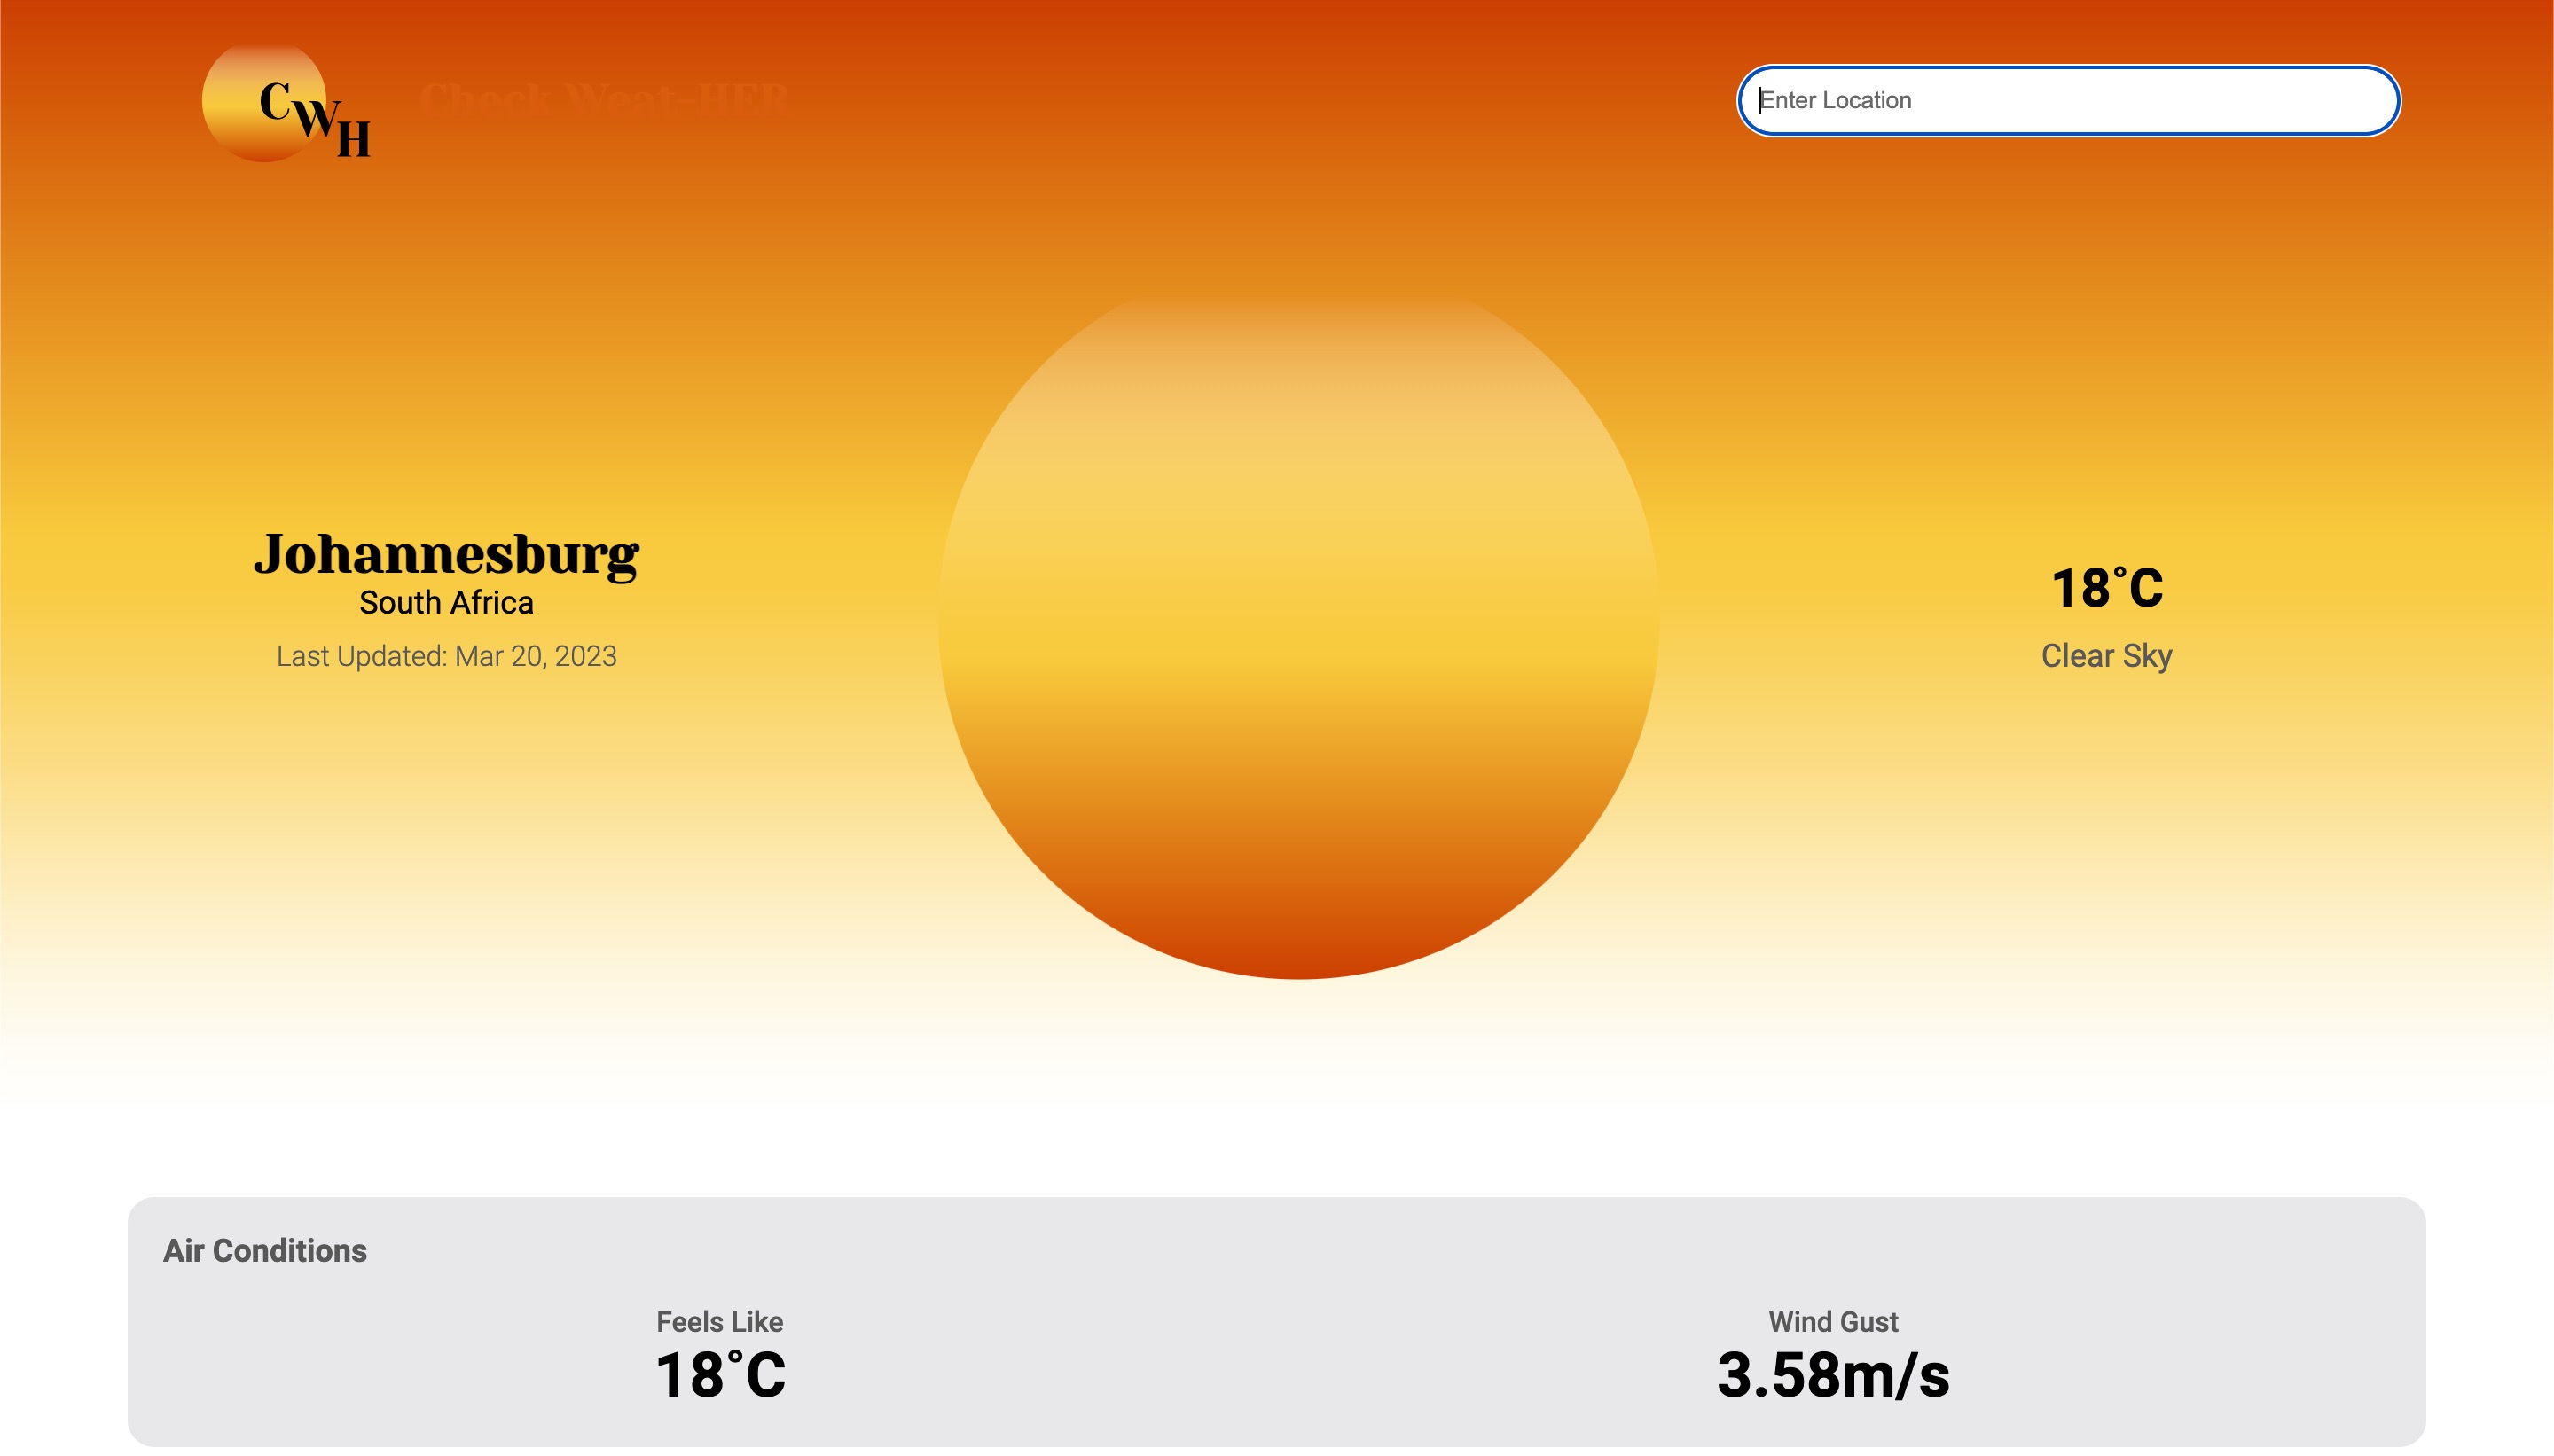 CWH
Check Weat-HER
Enter Location
Johannesburg
South Africa
Last Updated: Mar 20, 2023
18°C
Clear Sky
Air Conditions
Feels Like
18°C
Wind Gust
3.58m/s